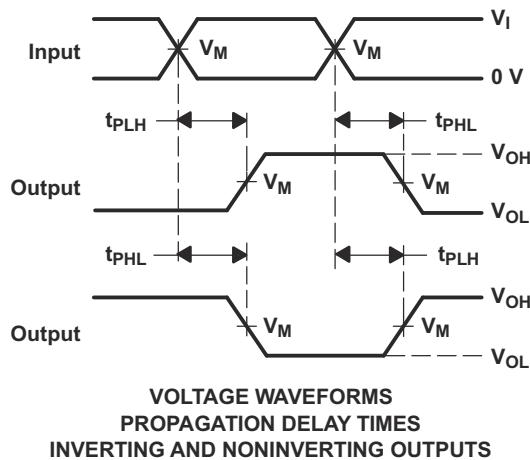 V_I
Input
V_M
V_M
0 V
t_PLH
t_PHL
V_OH
Output
V_M
V_M
V_OL
t_PHL
t_PLH
V_OH
Output
V_M
V_M
V_OL
VOLTAGE WAVEFORMS
PROPAGATION DELAY TIMES
INVERTING AND NONINVERTING OUTPUTS